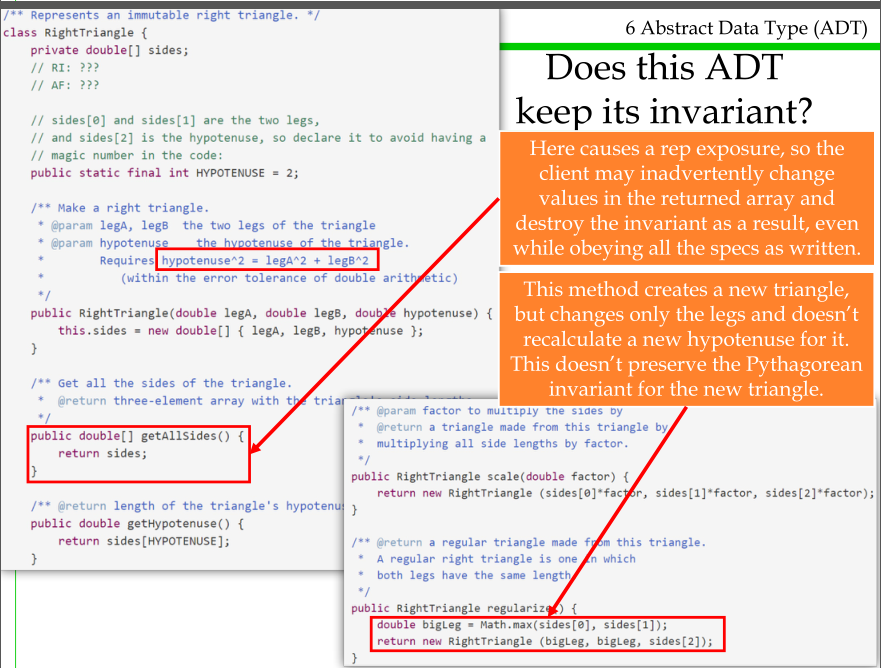 /** Represents an immutable right triangle. */
class RightTriangle {
private double[] sides;
// RI: ???
// AF: ???
// sides[0] and sides[1] are the two legs,
// and sides[2] is the hypotenuse, so declare it to avoid having a
// magic number in the code:
public static final int HYPOTENUSE = 2;
/** Make a right triangle.
* @param legA, legB the two legs of the triangle
* @param hypotenuse the hypotenuse of the triangle.
* Requires hypotenuse^2 = legA^2 + legB^2
* (within the error tolerance of double arithmetic)
*/
public RightTriangle(double legA, double legB, double hypotenuse) {
this.sides = new double[] { legA, legB, hypotenuse };
}
/** Get all the sides of the triangle.
* @return three-element array with the triangle's side lengths
*/
public double[] getAllSides() {
return sides;
}
/** @return length of the triangle's hypotenu
public double getHypotenuse() {
return sides[HYPOTENUSE];
}
6 Abstract Data Type (ADT)
Does this ADT
keep its invariant?
Here causes a rep exposure, so the
client may inadvertently change
values in the returned array and
destroy the invariant as a result, even
while obeying all the specs as written.
This method creates a new triangle,
but changes only the legs and doesn't
recalculate a new hypotenuse for it.
This doesn't preserve the Pythagorean
invariant for the new triangle.
/** @param factor to multiply the sides by
* @return a triangle made from this triangle by
* multiplying all side lengths by factor.
*/
public RightTriangle scale(double factor) {
return new RightTriangle (sides[0]*factor, sides[1]*factor, sides[2]*factor);
}
/** @return a regular triangle made from this triangle.
* A regular right triangle is one in which
* both legs have the same length.
*/
public RightTriangle regularize() {
double bigLeg = Math.max(sides[0], sides[1]);
return new RightTriangle (bigLeg, bigLeg, sides[2]);
}